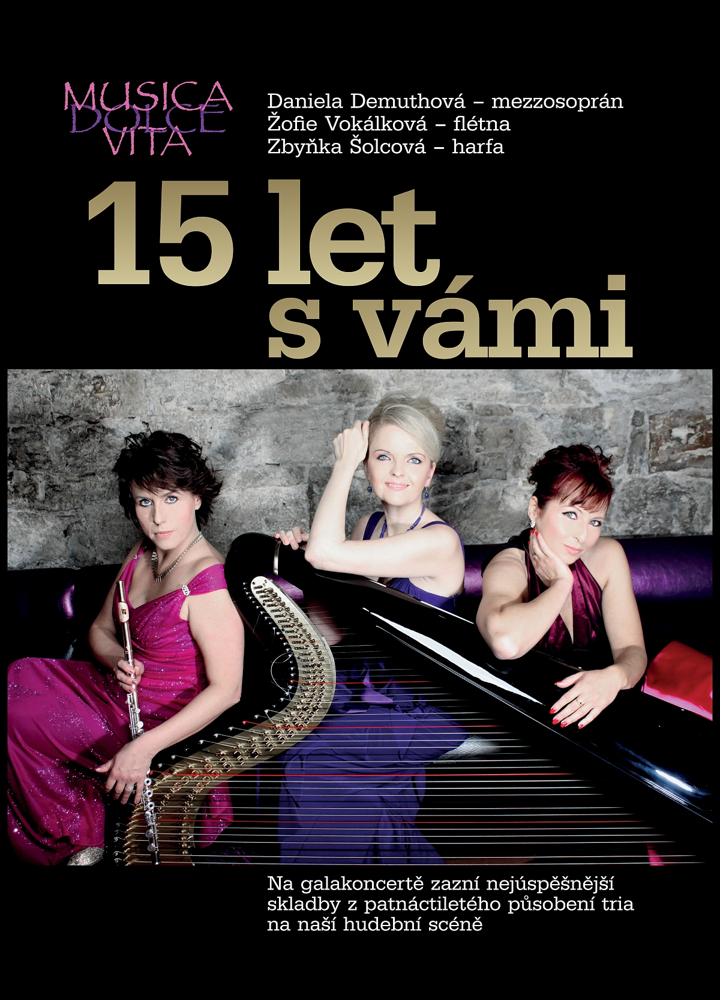 MUSICA
DOLCE
VITA
Daniela Demuthová – mezzosoprán
Žofie Vokálková – flétna
Zbyňka Šolcová – harfa
15 let
s vámi
Na galakoncertě zazní nejúspěšnější
skladby z patnáctiletého působení tria
na naší hudební scéně